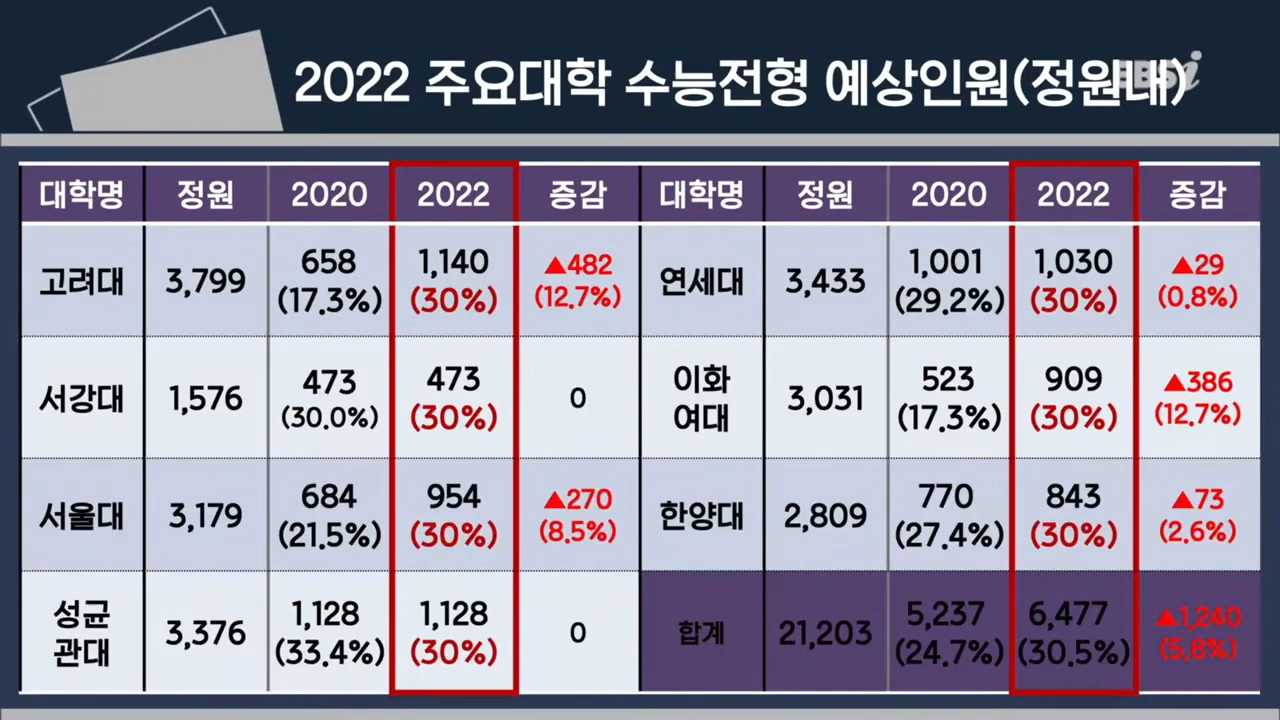 2022 주요대학 수능전형 예상인원(정원내)
EBSi
대학명 정원 2020 2022 증감 대학명 정원 2020 2022 증감
고려대 3,799 658 (17.3%) 1,140 (30%) ▲482 (12.7%) 연세대 3,433 1,001 (29.2%) 1,030 (30%) ▲29 (0.8%)
서강대 1,576 473 (30.0%) 473 (30%) 0 이화여대 3,031 523 (17.3%) 909 (30%) ▲386 (12.7%)
서울대 3,179 684 (21.5%) 954 (30%) ▲270 (8.5%) 한양대 2,809 770 (27.4%) 843 (30%) ▲73 (2.6%)
성균관대 3,376 1,128 (33.4%) 1,128 (30%) 0 합계 21,203 5,237 (24.7%) 6,477 (30.5%) ▲1,240 (5.8%)